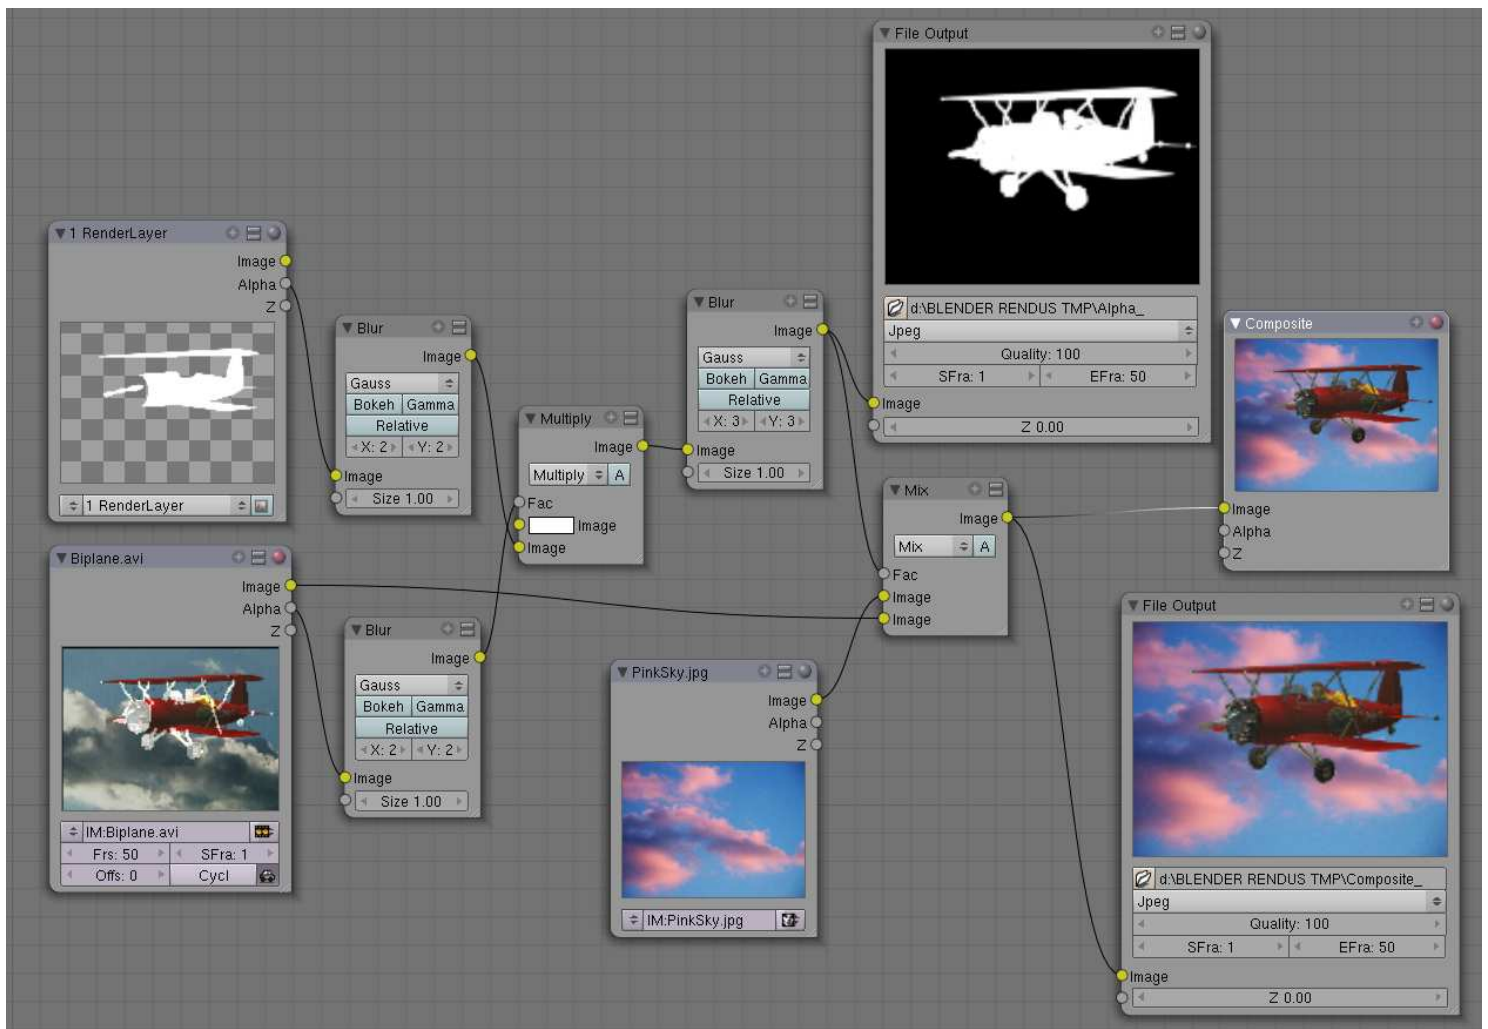 1 RenderLayer
Image
Alpha
Z
1 RenderLayer
Biplane.avi
Image
Alpha
Z
IM:Biplane.avi
Frs: 50
SFra: 1
Offs: 0
Cycl
Blur
Image
Gauss
Bokeh
Gamma
Relative
X: 2
Y: 2
Image
Size 1.00
Blur
Image
Gauss
Bokeh
Gamma
Relative
X: 2
Y: 2
Image
Size 1.00
Multiply
Image
Multiply
A
Fac
Image
Image
Blur
Image
Gauss
Bokeh
Gamma
Relative
X: 3
Y: 3
Image
Size 1.00
PinkSky.jpg
Image
Alpha
Z
IM:PinkSky.jpg
File Output
d:\BLENDER RENDUS TMP\Alpha_
Jpeg
Quality: 100
SFra: 1
EFra: 50
Image
Z 0.00
Mix
Image
Mix
A
Fac
Image
Image
Composite
Image
Alpha
Z
File Output
d:\BLENDER RENDUS TMP\Composite_
Jpeg
Quality: 100
SFra: 1
EFra: 50
Image
Z 0.00